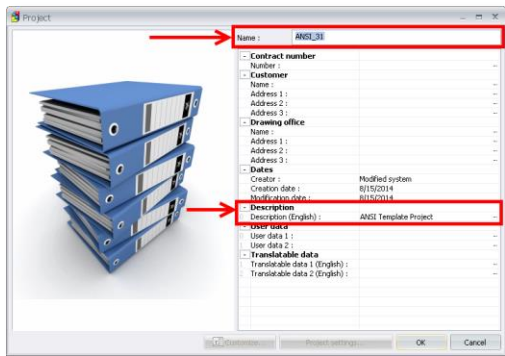 Project
Name : ANSI_31
- Contract number
Number :
- Customer
Name :
Address 1 :
Address 2 :
Address 3 :
- Drawing office
Name :
Address 1 :
Address 2 :
Address 3 :
- Dates
Creator : Modified system
Creation date : 8/15/2014
Modification date : 8/15/2014
- Description
Description (English) : ANSI Template Project
- User data
User data 1 :
User data 2 :
- Translatable data
Translatable data 1 (English) :
Translatable data 2 (English) :
Customize... Project settings... OK Cancel